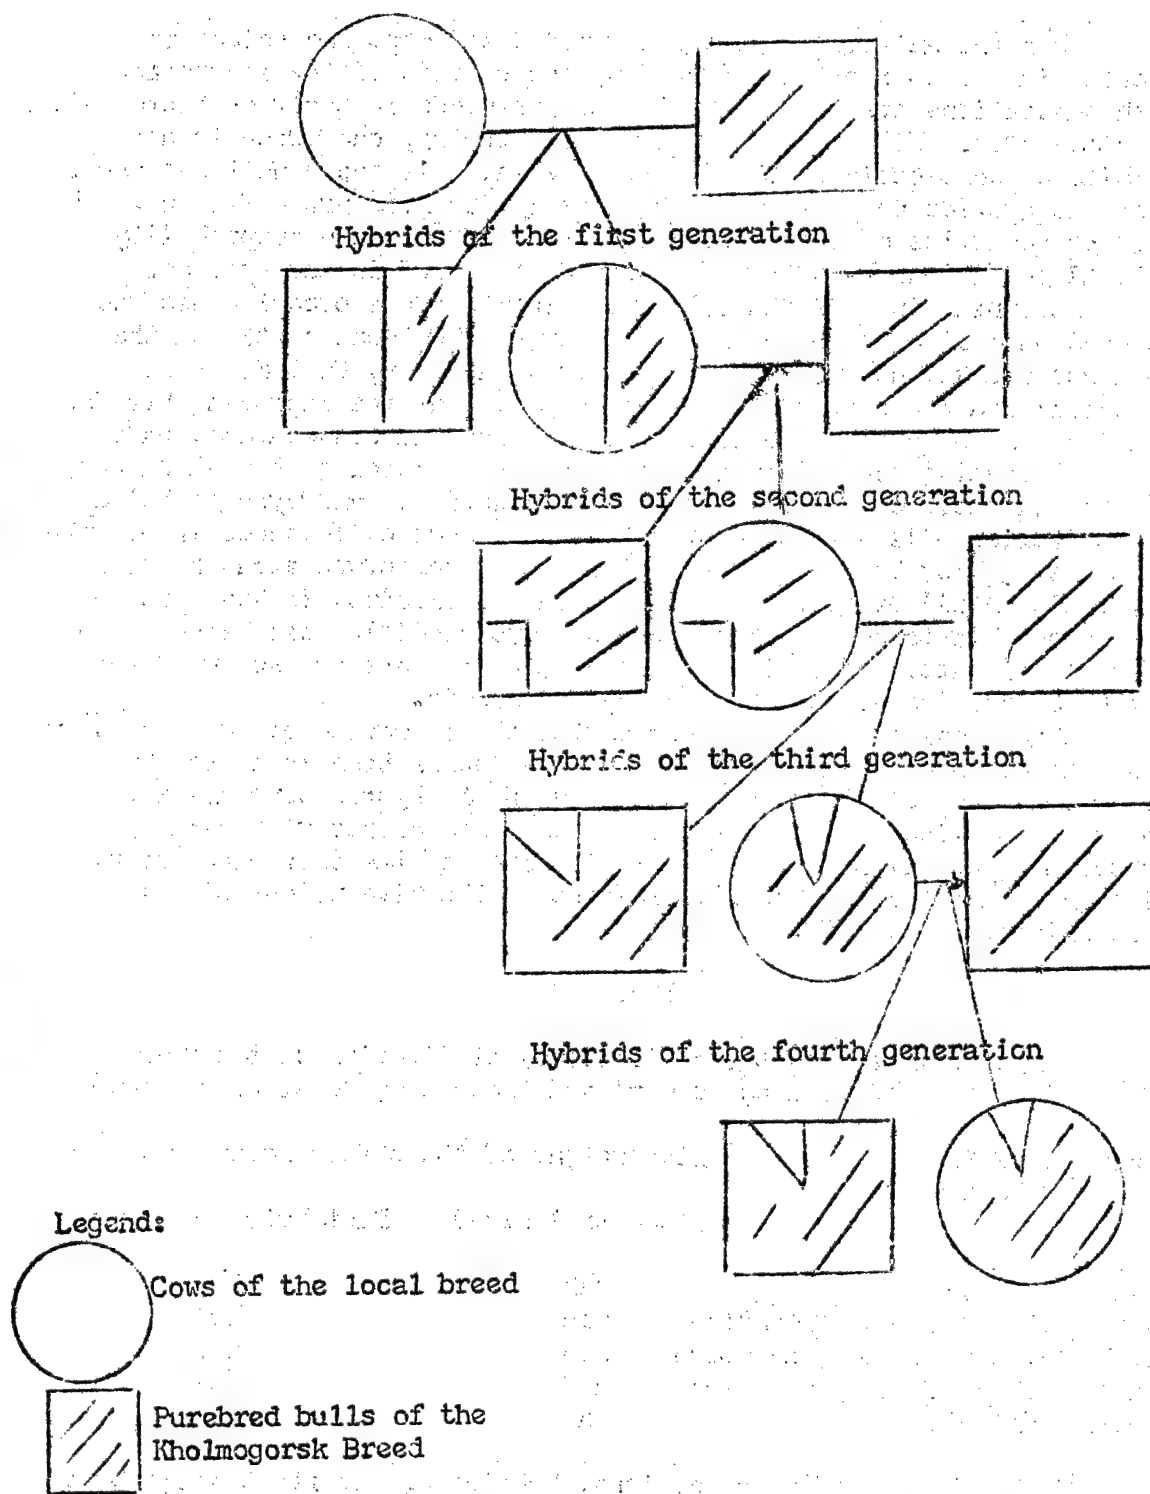 Hybrids of the first generation
Hybrids of the second generation
Hybrids of the third generation
Hybrids of the fourth generation
Legend:
Cows of the local breed
Purebred bulls of the
Kholmogorsk Breed